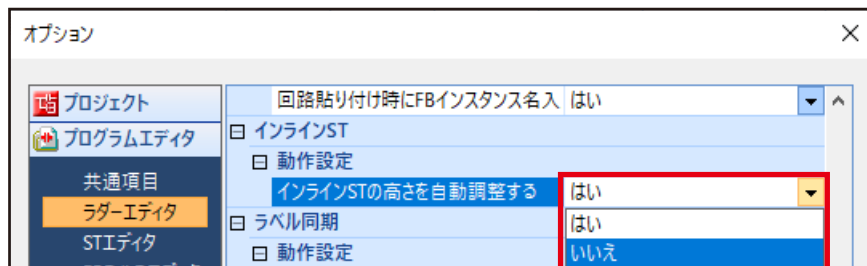 オプション
プロジェクト
プログラムエディタ
共通項目
ラダーエディタ
STエディタ
回路貼り付け時にFBインスタンス名入 はい
インラインST
動作設定
インラインSTの高さを自動調整する はい
はい
いいえ
ラベル同期
動作設定